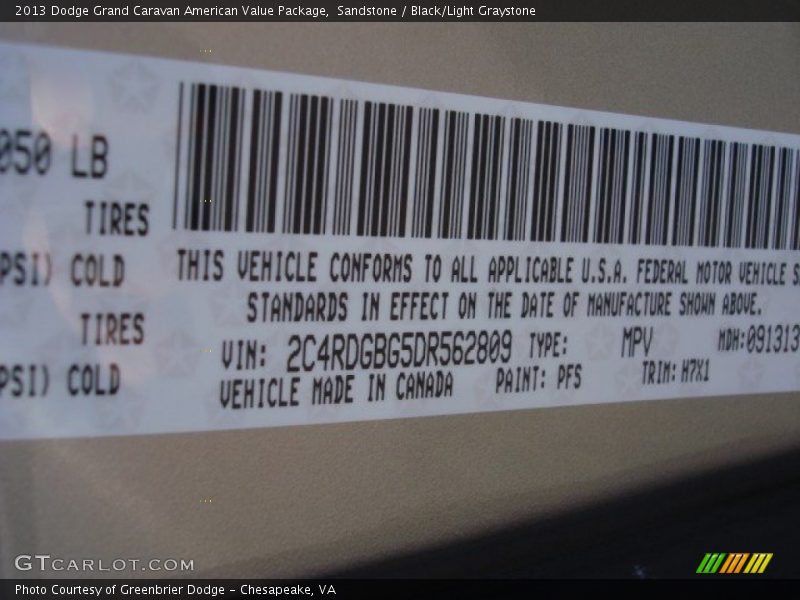 2013 Dodge Grand Caravan American Value Package,  Sandstone / Black/Light Graystone
050 LB
TIRES
PSI) COLD
TIRES
PSI) COLD
THIS VEHICLE CONFORMS TO ALL APPLICABLE U.S.A. FEDERAL MOTOR VEHICLE S
STANDARDS IN EFFECT ON THE DATE OF MANUFACTURE SHOWN ABOVE.
VIN: 2C4RDGBG5DR562809 TYPE: MPV MDH:091313
VEHICLE MADE IN CANADA PAINT: PFS TRIM: H7X1
GTCARLOT.COM
Photo Courtesy of Greenbrier Dodge - Chesapeake, VA